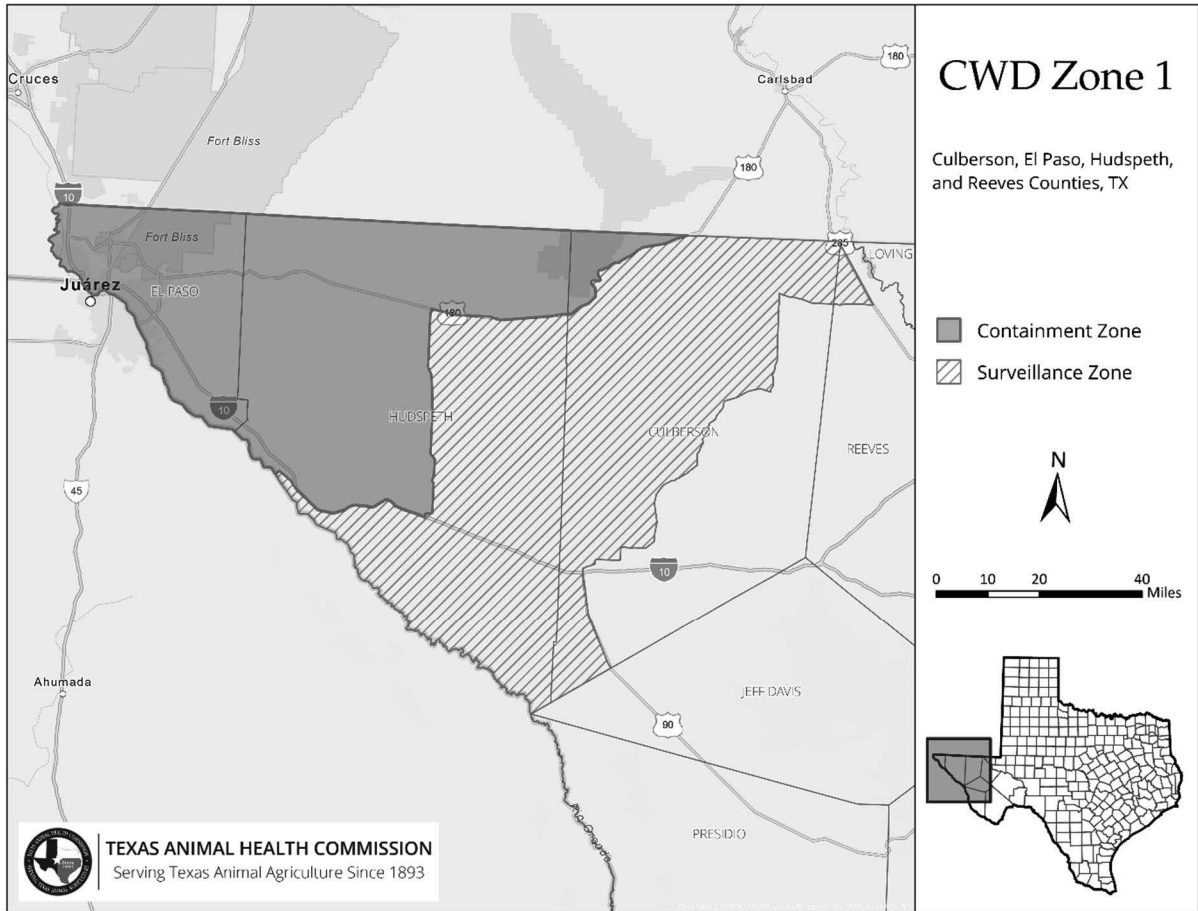 CWD Zone 1
Culberson, El Paso, Hudspeth,
and Reeves Counties, TX
Containment Zone
Surveillance Zone
N
0 10 20 40
Miles
180
Cruces
Carlsbad
Fort Bliss
180
10
Fort Bliss
285
LOVING
Juárez
EL PASO
180
10
HUDSPETH
CULBERSON
REEVES
45
10
Ahumada
JEFF DAVIS
90
Rio Grande
PRESIDIO
TEXAS ANIMAL HEALTH COMMISSION
Serving Texas Animal Agriculture Since 1893